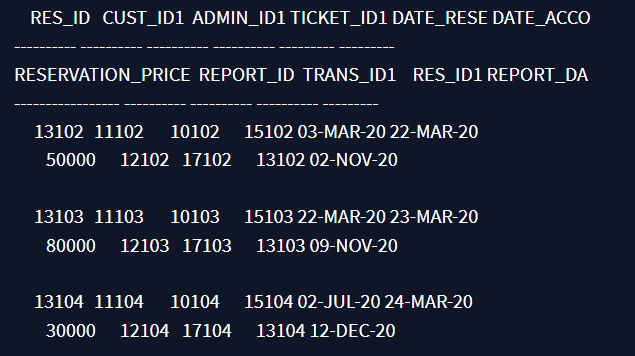 RES_ID CUST_ID1 ADMIN_ID1 TICKET_ID1 DATE_RESE DATE_ACCO
---------- ---------- ---------- ---------- --------- ---------
RESERVATION_PRICE REPORT_ID TRANS_ID1 RES_ID1 REPORT_DA
----------------- ---------- ---------- ---------- ---------
13102 11102 10102 15102 03-MAR-20 22-MAR-20
50000 12102 17102 13102 02-NOV-20
13103 11103 10103 15103 22-MAR-20 23-MAR-20
80000 12103 17103 13103 09-NOV-20
13104 11104 10104 15104 02-JUL-20 24-MAR-20
30000 12104 17104 13104 12-DEC-20